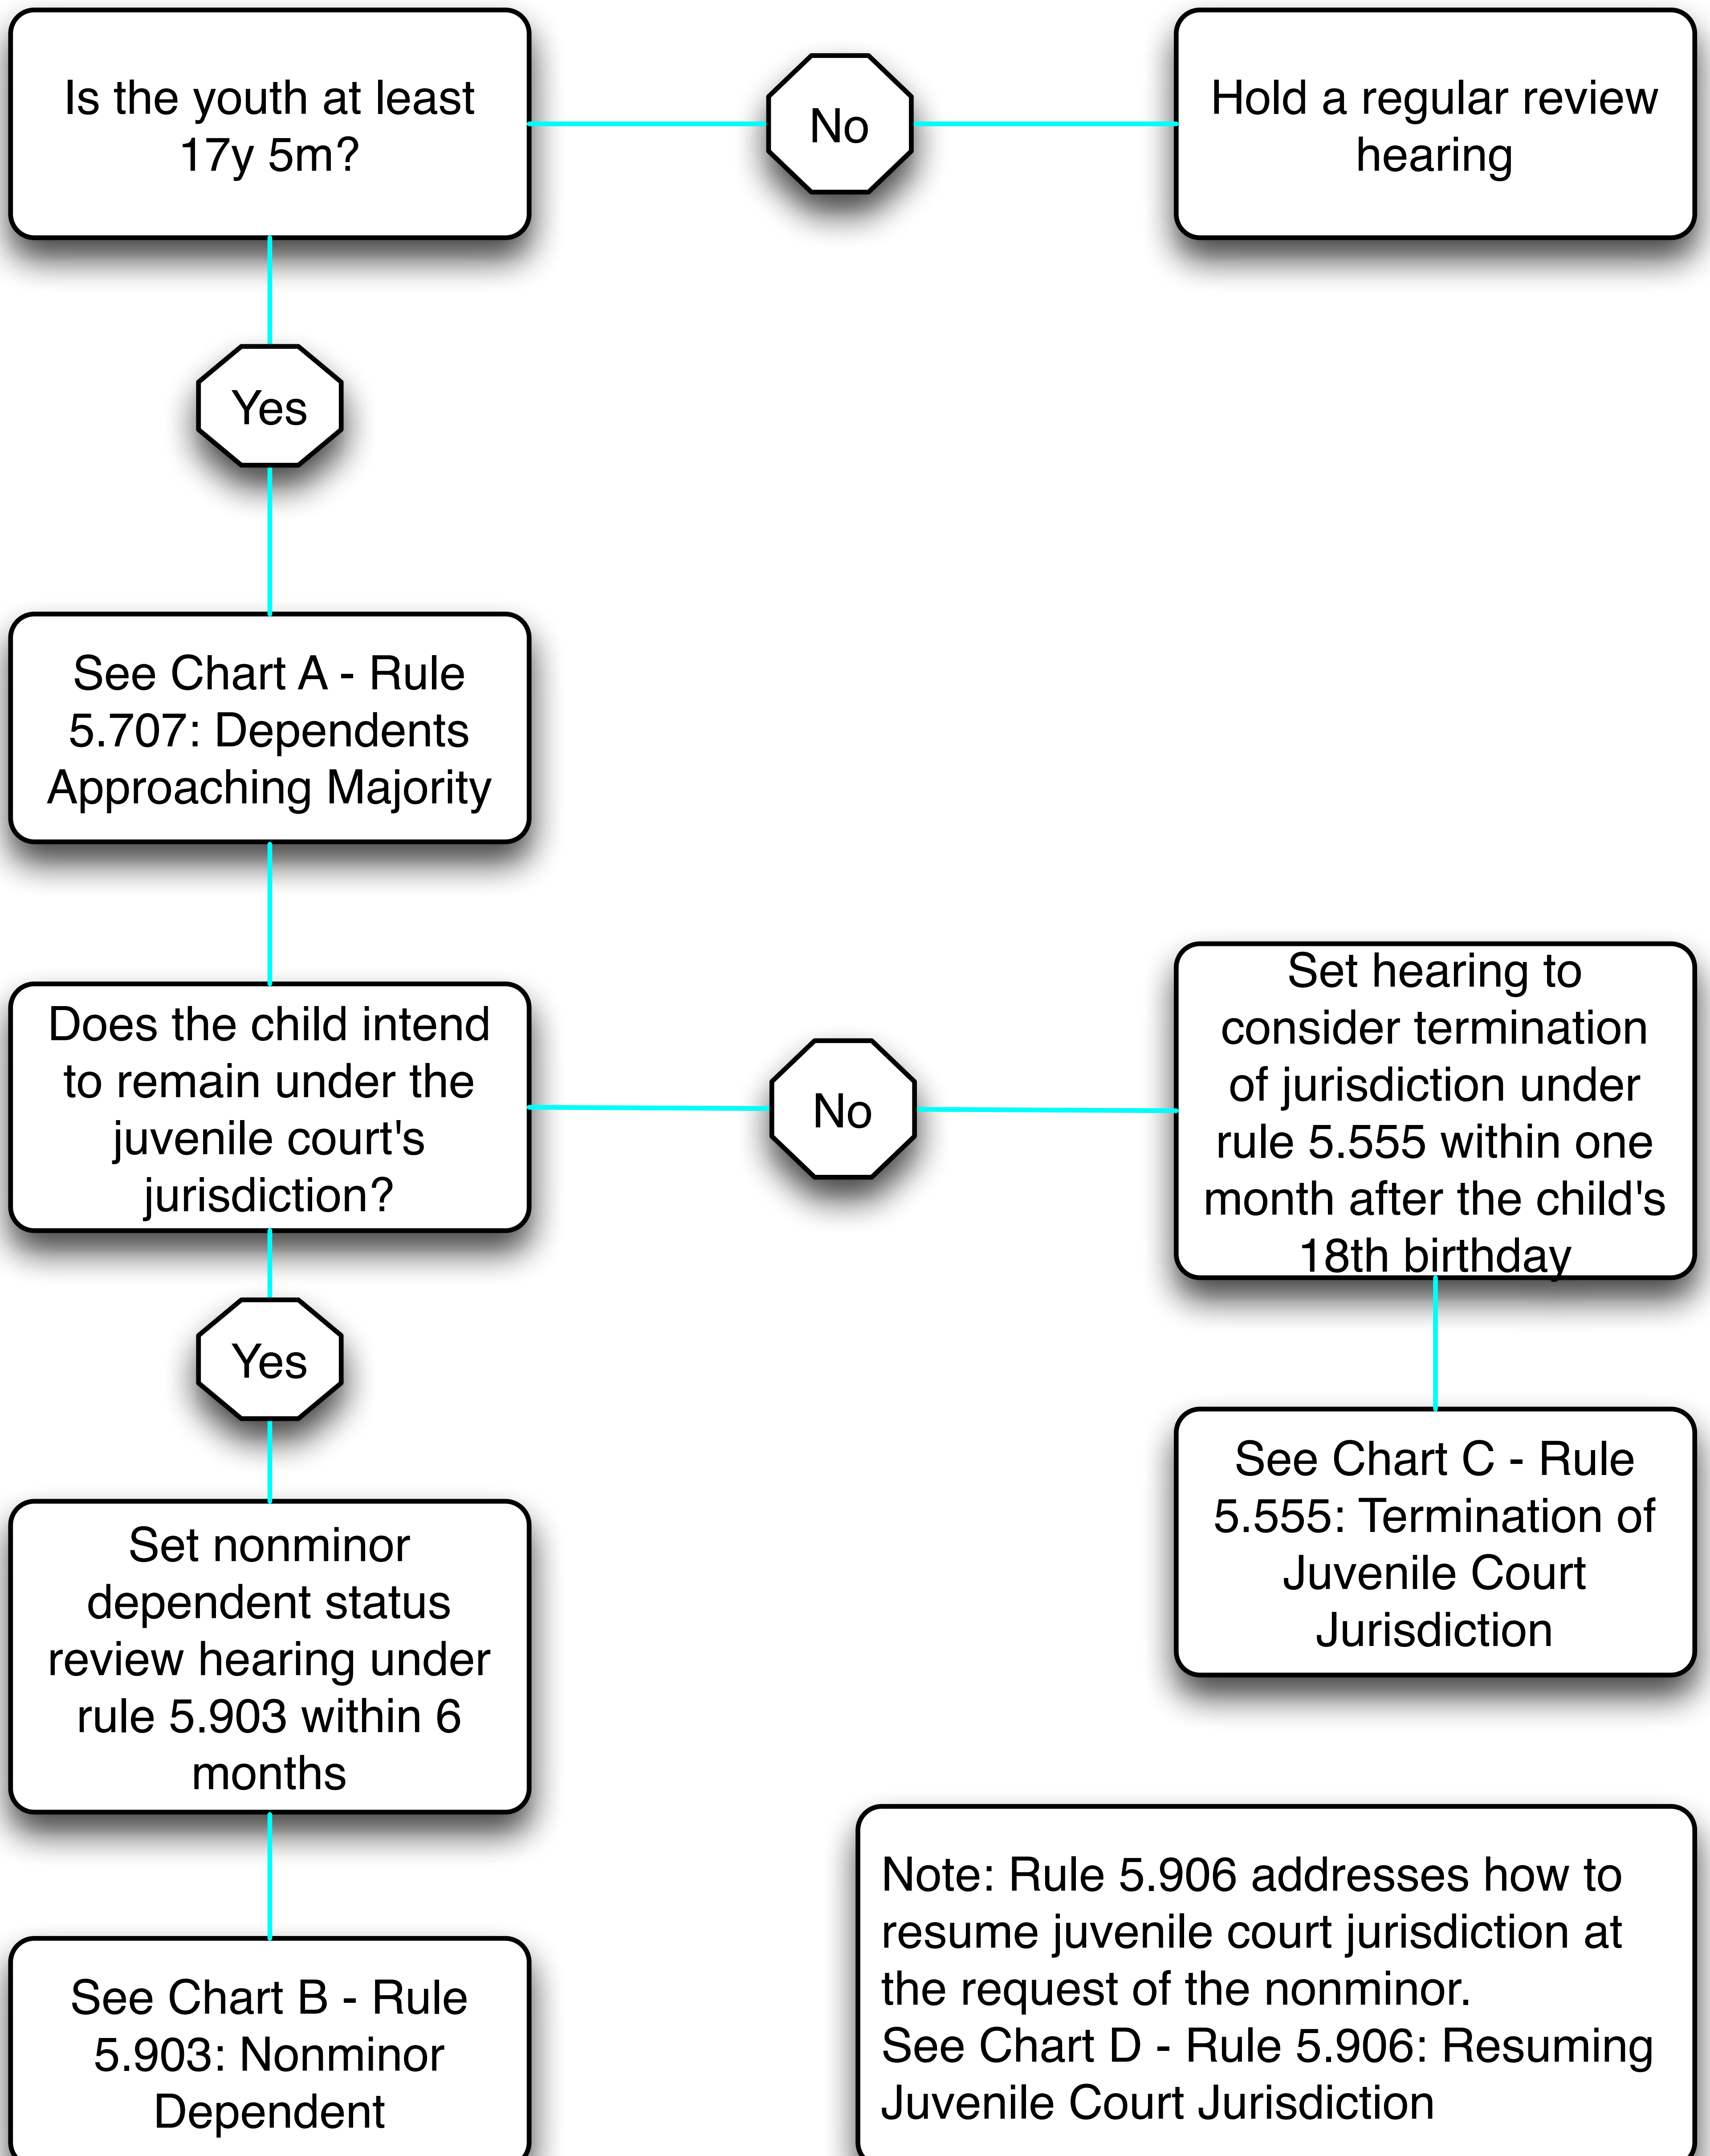 Is the youth at least
17y 5m?
No
Hold a regular review
hearing
Yes
See Chart A - Rule
5.707: Dependents
Approaching Majority
Does the child intend
to remain under the
juvenile court's
jurisdiction?
No
Set hearing to
consider termination
of jurisdiction under
rule 5.555 within one
month after the child's
18th birthday
Yes
See Chart C - Rule
5.555: Termination of
Juvenile Court
Jurisdiction
Set nonminor
dependent status
review hearing under
rule 5.903 within 6
months
See Chart B - Rule
5.903: Nonminor
Dependent
Note: Rule 5.906 addresses how to
resume juvenile court jurisdiction at
the request of the nonminor.
See Chart D - Rule 5.906: Resuming
Juvenile Court Jurisdiction